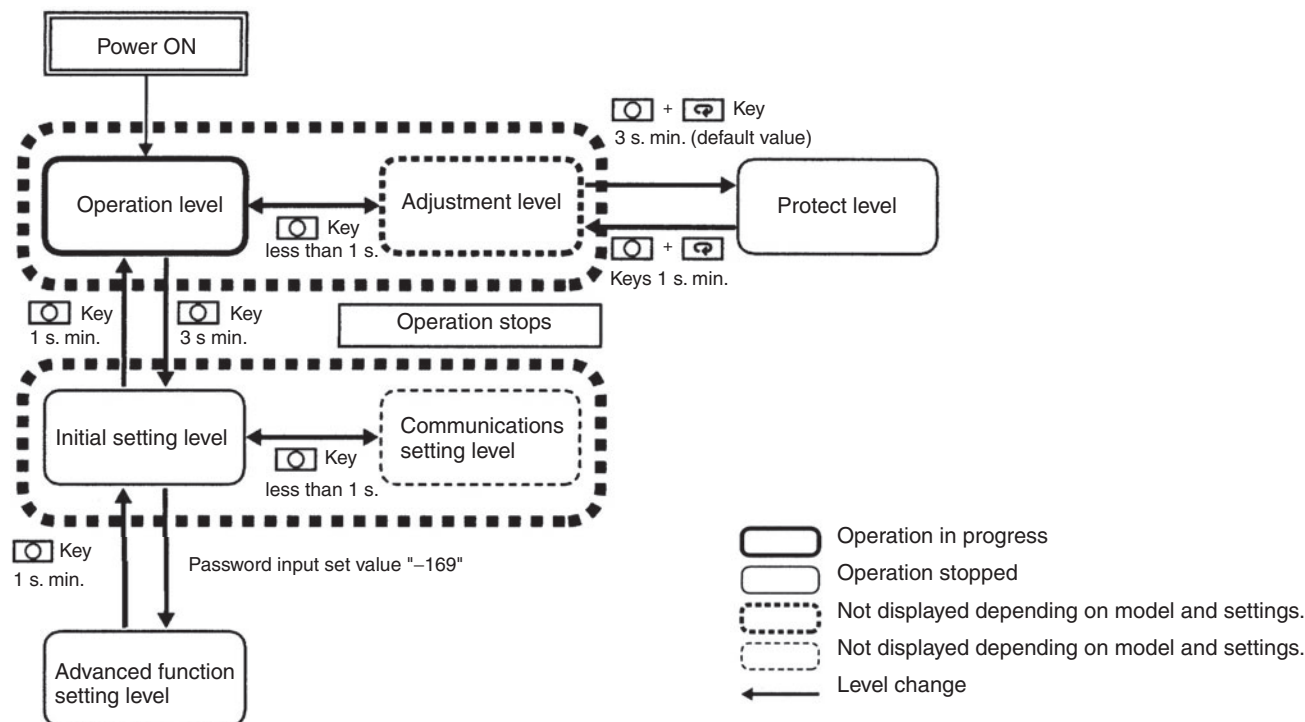 Power ON
+ Key
3 s. min. (default value)
Operation level
Adjustment level
Protect level
Key
less than 1 s.
+
Keys 1 s. min.
Key
1 s. min.
Key
3 s min.
Operation stops
Initial setting level
Communications
setting level
Key
less than 1 s.
Key
1 s. min.
Password input set value "–169"
Advanced function
setting level
Operation in progress
Operation stopped
Not displayed depending on model and settings.
Not displayed depending on model and settings.
Level change